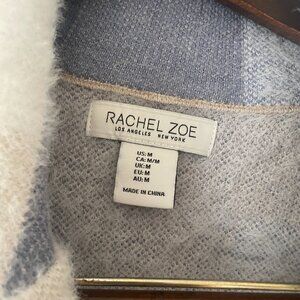 RACHEL ZOE
LOS ANGELES NEW YORK
US: M
CA: M/M
UK: M
EU: M
AU: M
MADE IN CHINA